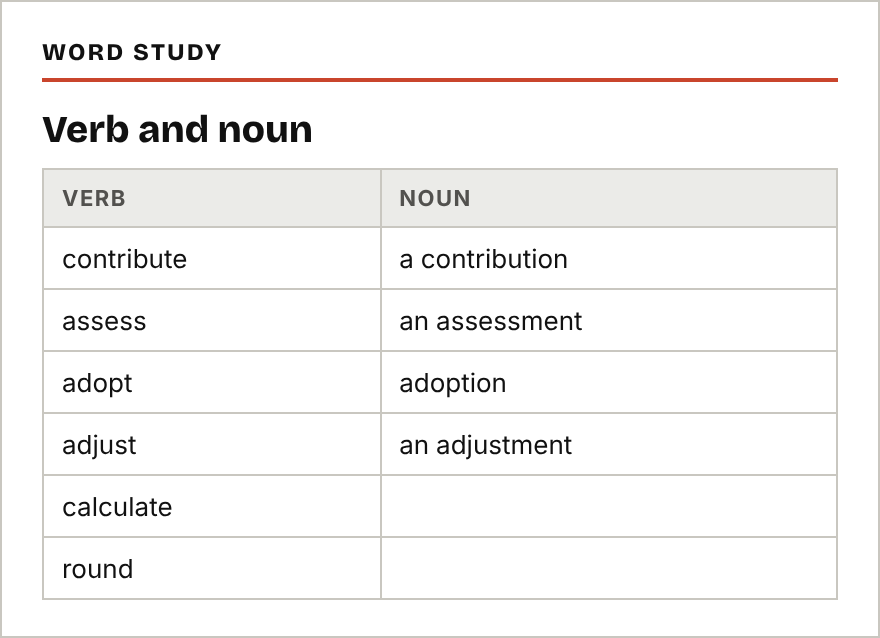 WORD STUDY
Verb and noun
VERB NOUN
contribute a contribution
assess an assessment
adopt adoption
adjust an adjustment
calculate
round